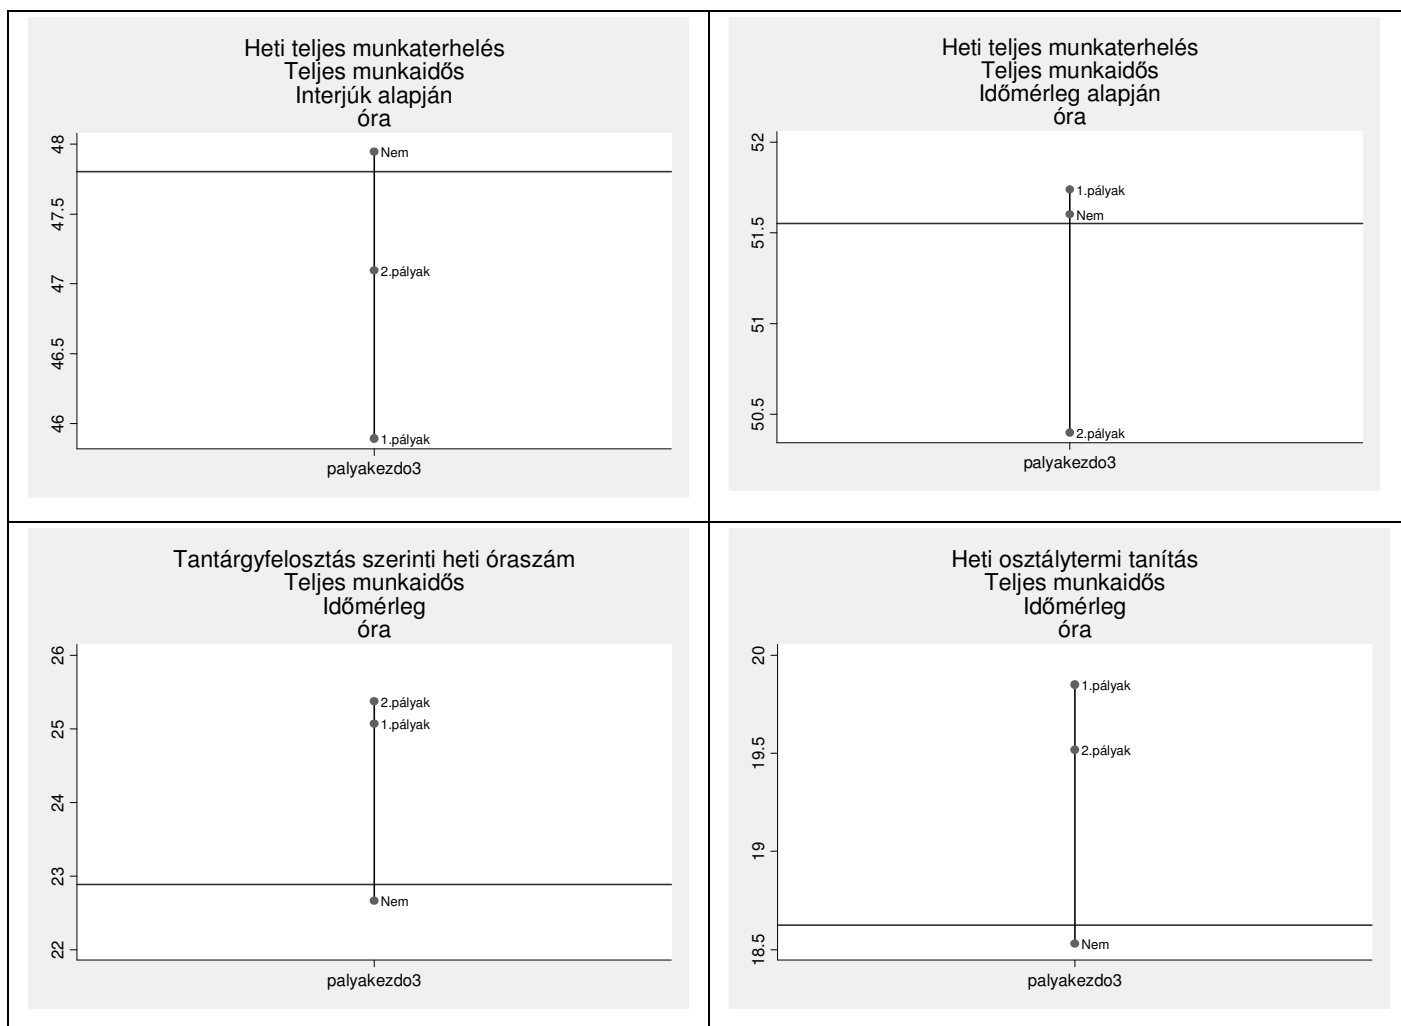 Heti teljes munkaterhelés
Teljes munkaidős
Interjúk alapján
óra
48
47.5
47
46.5
46
Nem
2.pályak
1.pályak
palyakezdo3
Heti teljes munkaterhelés
Teljes munkaidős
Időmérleg alapján
óra
52
51.5
51
50.5
1.pályak
Nem
2.pályak
palyakezdo3
Tantárgyfelosztás szerinti heti óraszám
Teljes munkaidős
Időmérleg
óra
26
25
24
23
22
2.pályak
1.pályak
Nem
palyakezdo3
Heti osztálytermi tanítás
Teljes munkaidős
Időmérleg
óra
20
19.5
19
18.5
1.pályak
2.pályak
Nem
palyakezdo3